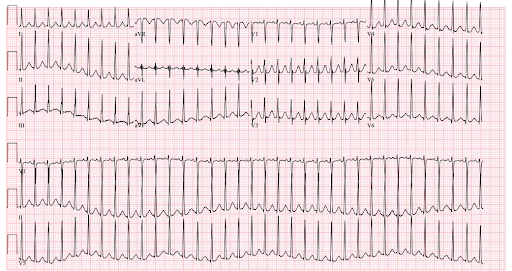 I aVR V1 V4
II aVL V2 V5
III aVF V3 V6
V1
II
V5